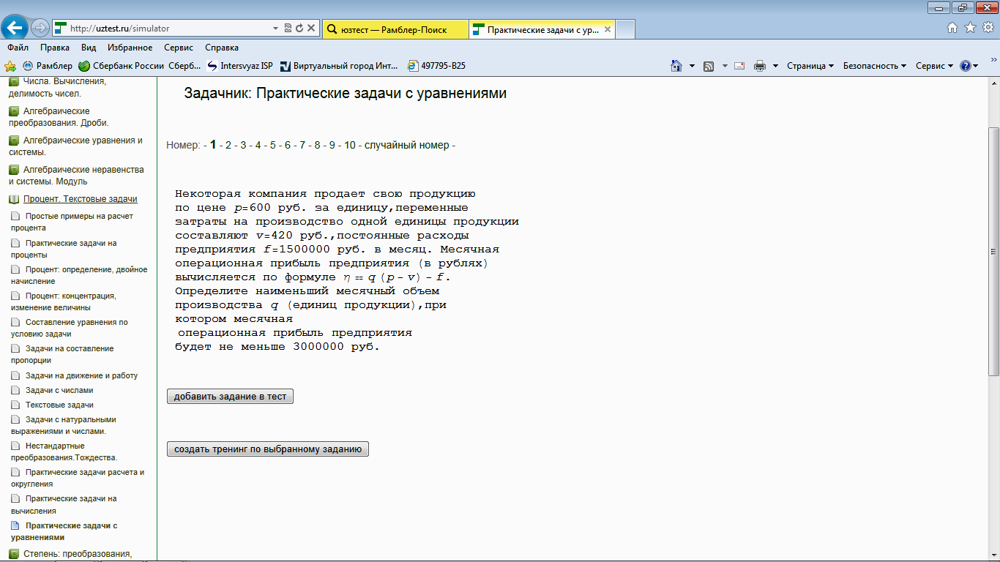 http://uztest.ru/simulator
юзтест — Рамблер-Поиск
Практические задачи с ур...
Файл Правка Вид Избранное Сервис Справка
Рамблер Сбербанк России Сберб... Intersvyaz ISP Виртуальный город Инт... 497795-B25
Страница Безопасность Сервис
Числа. Вычисления,
делимость чисел.
Алгебраические
преобразования. Дроби.
Алгебраические уравнения и
системы.
Алгебраические неравенства
и системы. Модуль
Процент. Текстовые задачи
Простые примеры на расчет
процента
Практические задачи на
проценты
Процент: определение, двойное
начисление
Процент: концентрация,
изменение величины
Составление уравнения по
условию задачи
Задачи на составление
пропорции
Задачи на движение и работу
Задачи с числами
Текстовые задачи
Задачи с натуральными
выражениями и числами.
Нестандартные
преобразования.Тождества.
Практические задачи расчета и
округления
Практические задачи на
вычисления
Практические задачи с
уравнениями
Степень: преобразования,
Задачник: Практические задачи с уравнениями
Номер: - 1 - 2 - 3 - 4 - 5 - 6 - 7 - 8 - 9 - 10 - случайный номер -
Некоторая компания продает свою продукцию
по цене p=600 руб. за единицу,переменные
затраты на производство одной единицы продукции
составляют v=420 руб.,постоянные расходы
предприятия f=1500000 руб. в месяц. Месячная
операционная прибыль предприятия (в рублях)
вычисляется по формуле η = q (p - v) - f.
Определите наименьший месячный объем
производства q (единиц продукции),при
котором месячная
операционная прибыль предприятия
будет не меньше 3000000 руб.
добавить задание в тест
создать тренинг по выбранному заданию